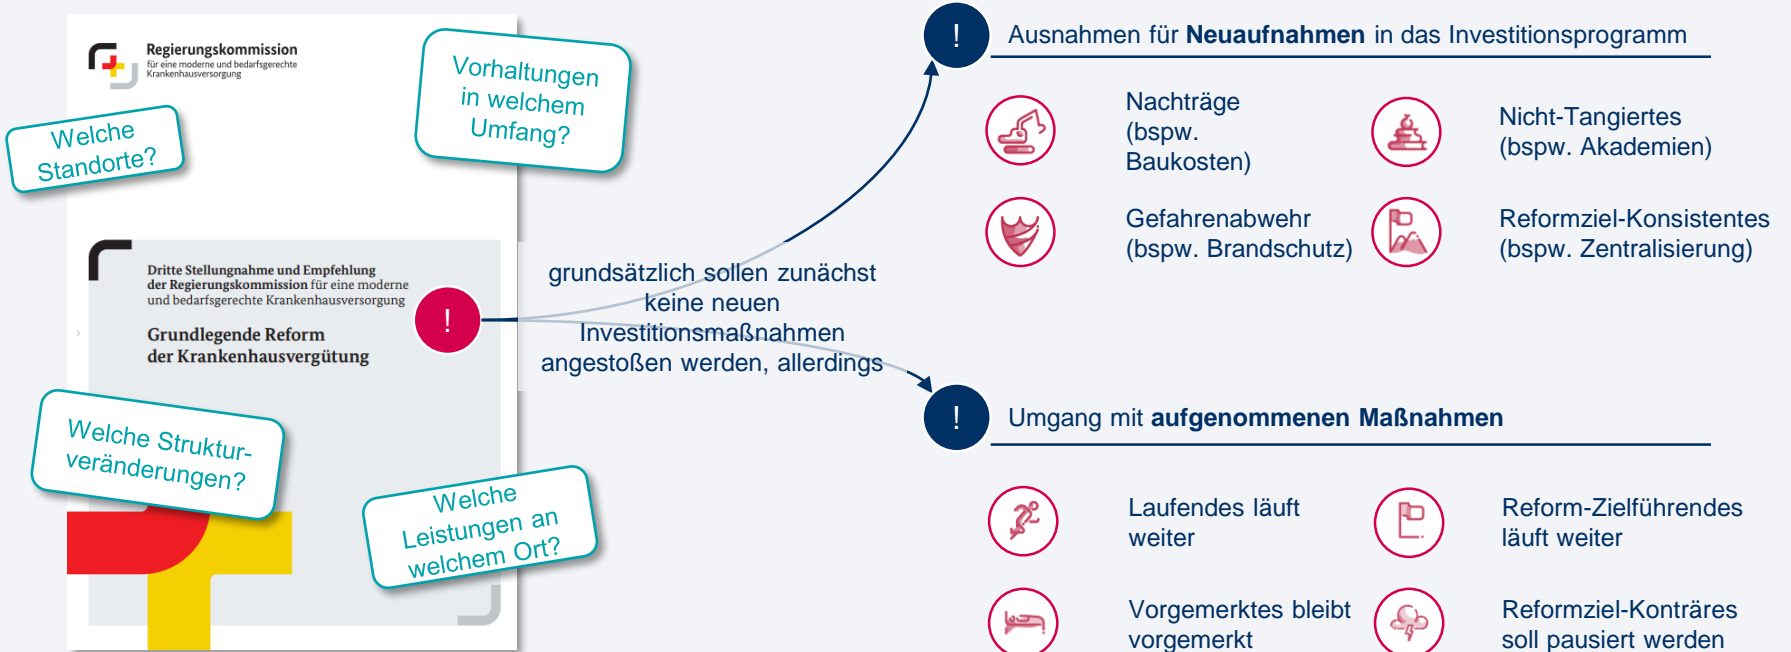 Regierungskommission
für eine moderne und bedarfsgerechte
Krankenhausversorgung
Welche
Standorte?
Vorhaltungen
in welchem
Umfang?
Dritte Stellungnahme und Empfehlung
der Regierungskommission für eine moderne
und bedarfsgerechte Krankenhausversorgung
Grundlegende Reform
der Krankenhausvergütung
!
Welche Struktur-
veränderungen?
Welche
Leistungen an
welchem Ort?
grundsätzlich sollen zunächst
keine neuen
Investitionsmaßnahmen
angestoßen werden, allerdings
!
Ausnahmen für Neuaufnahmen in das Investitionsprogramm
Nachträge
(bspw.
Baukosten)
Nicht-Tangiertes
(bspw. Akademien)
Gefahrenabwehr
(bspw. Brandschutz)
Reformziel-Konsistentes
(bspw. Zentralisierung)
!
Umgang mit aufgenommenen Maßnahmen
Laufendes läuft
weiter
Reform-Zielführendes
läuft weiter
Vorgemerktes bleibt
vorgemerkt
Reformziel-Konträres
soll pausiert werden